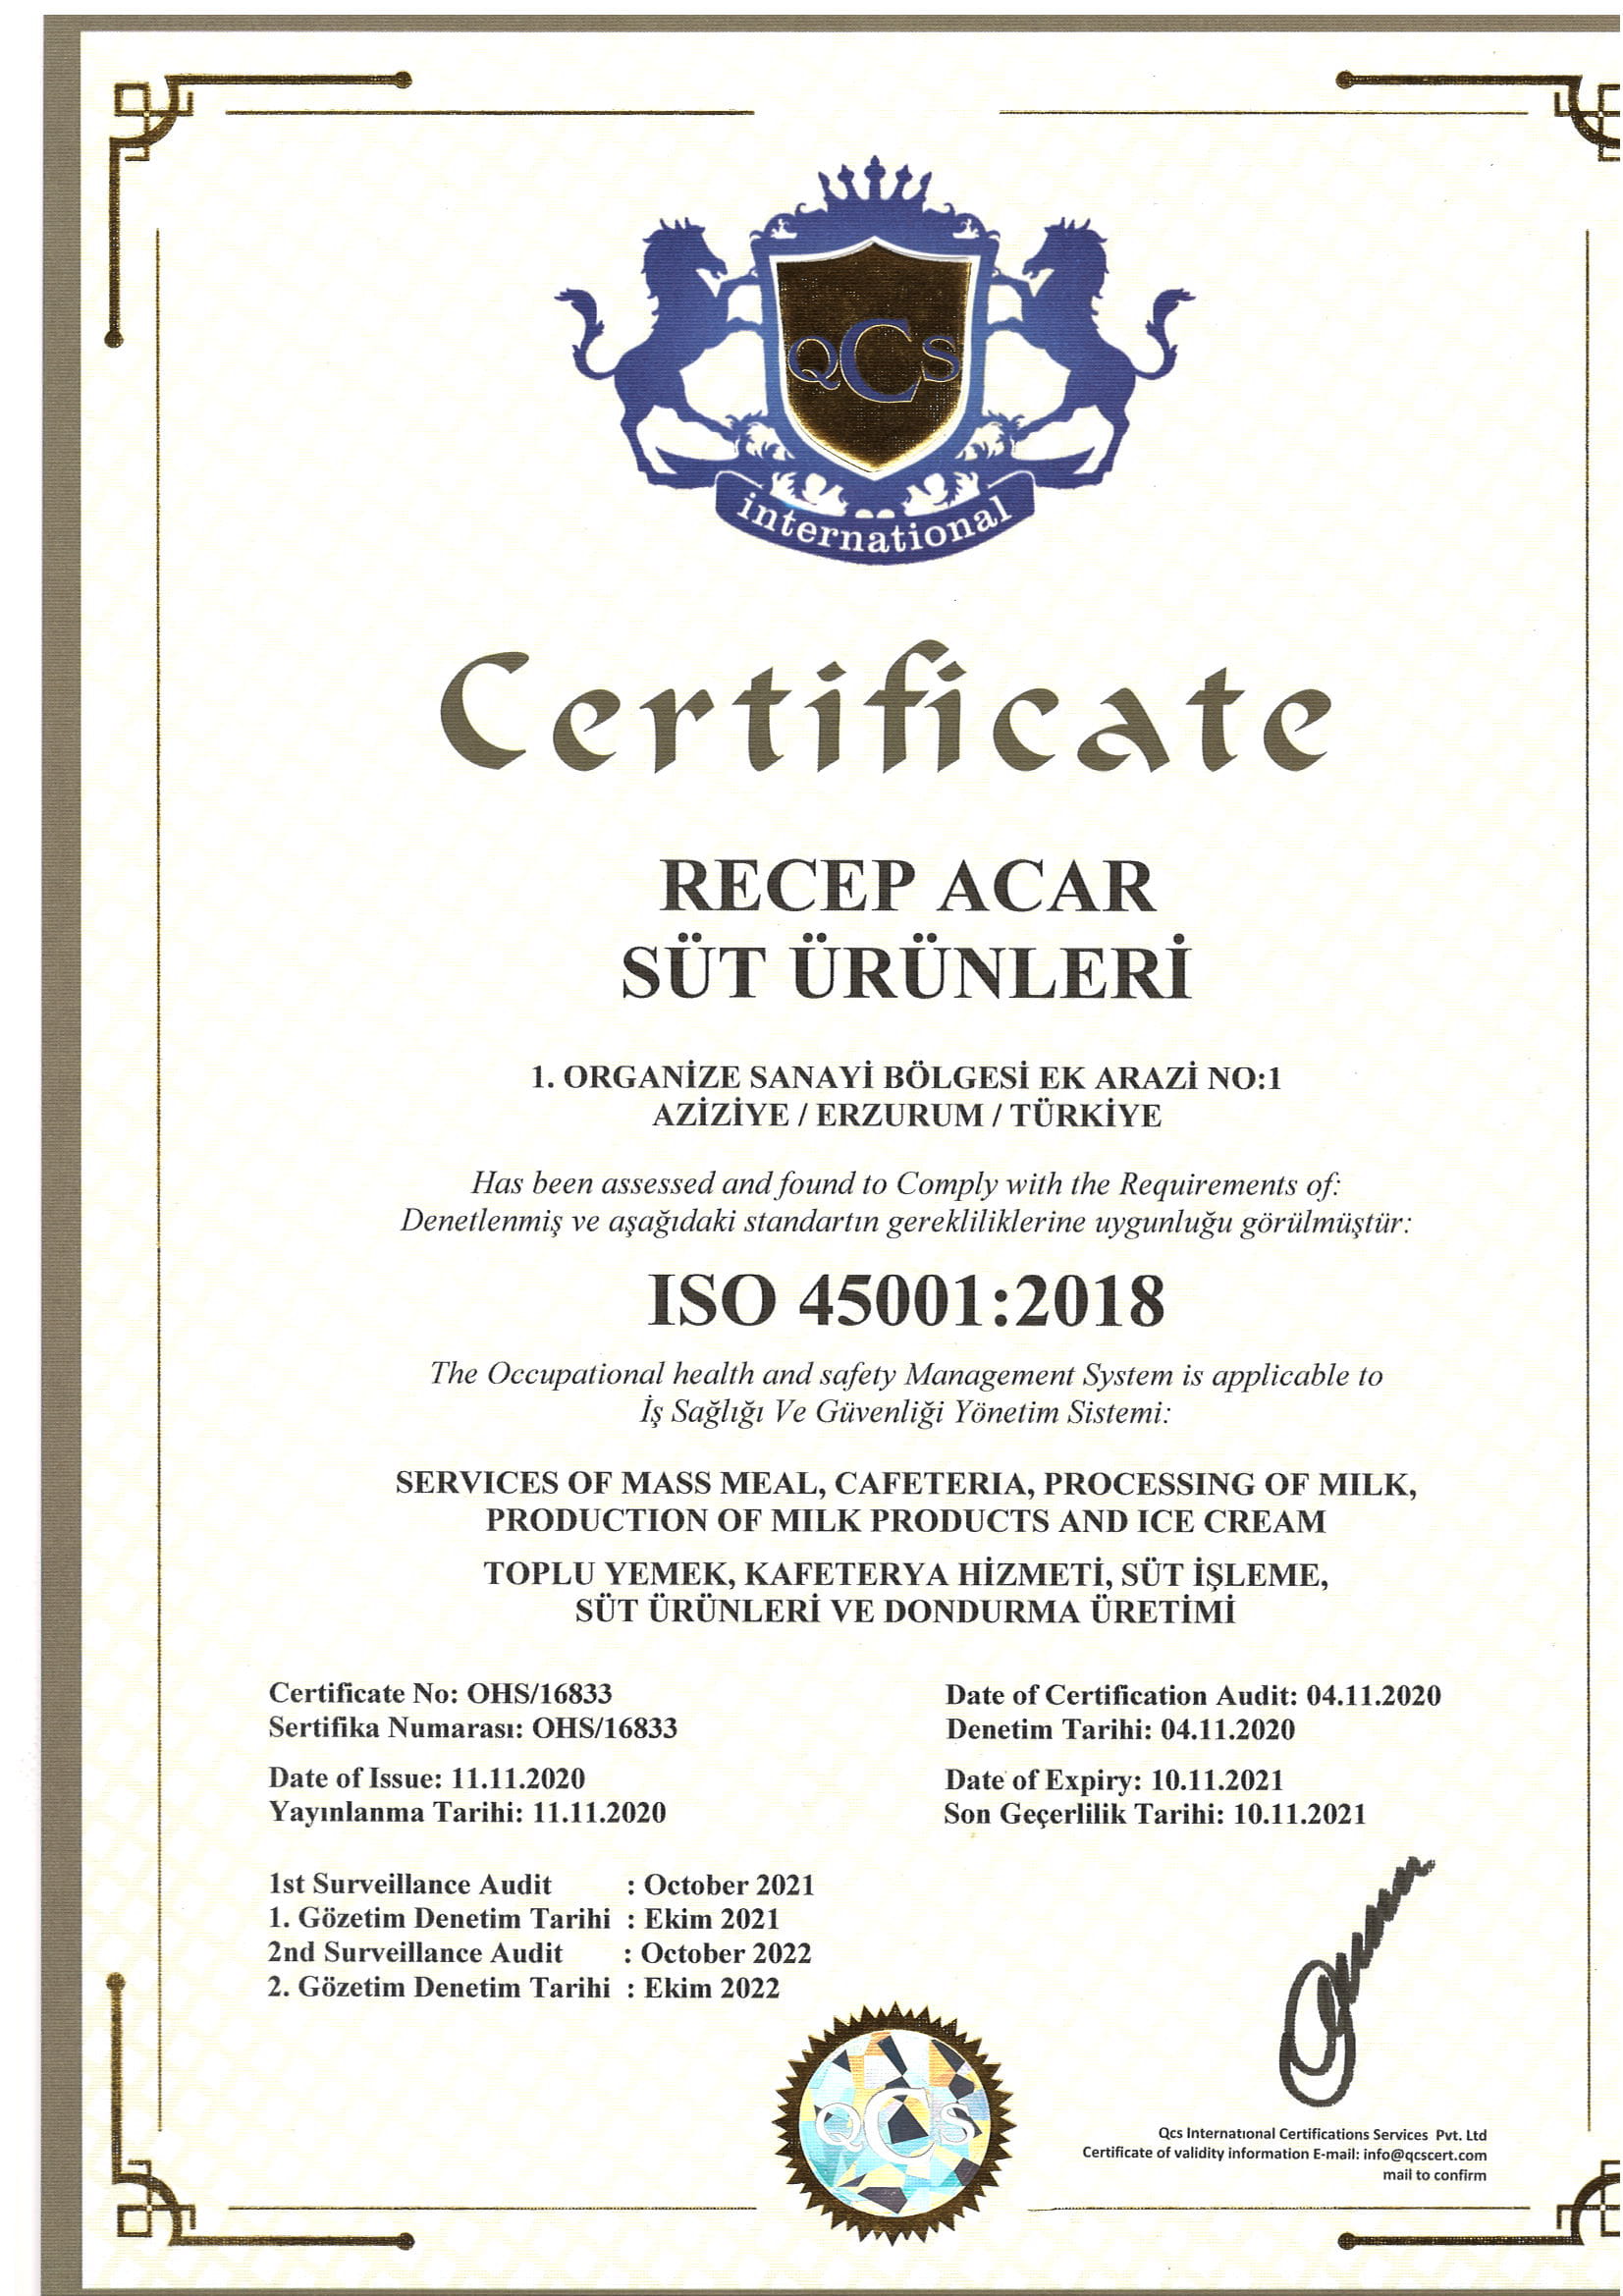 QCS
international
Certificate
RECEP ACAR
SÜT ÜRÜNLERİ
1. ORGANİZE SANAYİ BÖLGESİ EK ARAZİ NO:1
AZİZİYE / ERZURUM / TÜRKİYE
Has been assessed and found to Comply with the Requirements of:
Denetlenmiş ve aşağıdaki standartın gerekliliklerine uygunluğu görülmüştür:
ISO 45001:2018
The Occupational health and safety Management System is applicable to
İş Sağlığı Ve Güvenliği Yönetim Sistemi:
SERVICES OF MASS MEAL, CAFETERIA, PROCESSING OF MILK,
PRODUCTION OF MILK PRODUCTS AND ICE CREAM
TOPLU YEMEK, KAFETERYA HİZMETİ, SÜT İŞLEME,
SÜT ÜRÜNLERİ VE DONDURMA ÜRETİMİ
Certificate No: OHS/16833
Sertifika Numarası: OHS/16833
Date of Issue: 11.11.2020
Yayınlanma Tarihi: 11.11.2020
Date of Certification Audit: 04.11.2020
Denetim Tarihi: 04.11.2020
Date of Expiry: 10.11.2021
Son Geçerlilik Tarihi: 10.11.2021
1st Surveillance Audit : October 2021
1. Gözetim Denetim Tarihi : Ekim 2021
2nd Surveillance Audit : October 2022
2. Gözetim Denetim Tarihi : Ekim 2022
QCS
Qcs Internatıonal Certifications Services Pvt. Ltd
Certificate of validity information E-mail: info@qcscert.com
mail to confirm